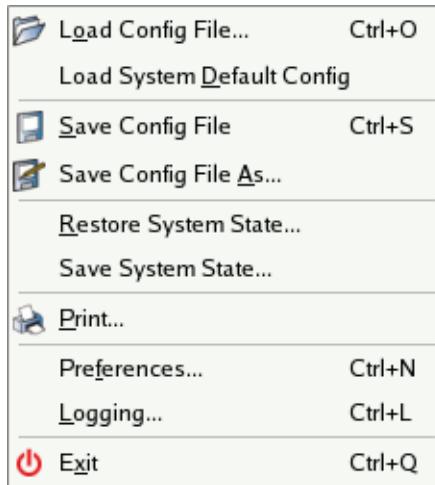 Load Config File... Ctrl+O
Load System Default Config
Save Config File Ctrl+S
Save Config File As...
Restore System State...
Save System State...
Print...
Preferences... Ctrl+N
Logging... Ctrl+L
Exit Ctrl+Q